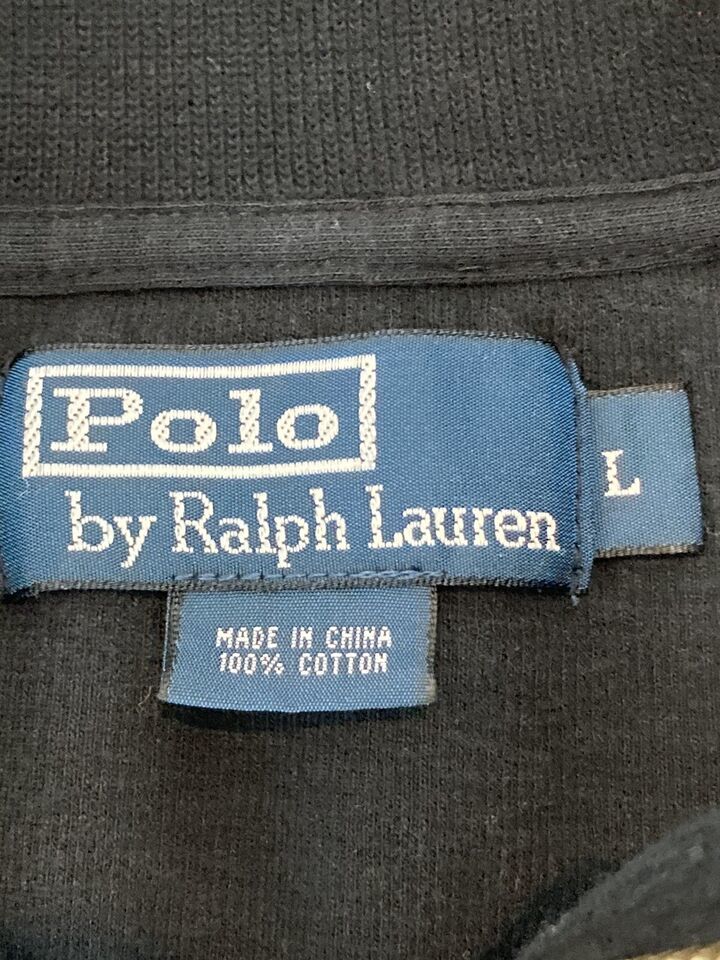 Polo
by Ralph Lauren
L
MADE IN CHINA
100% COTTON